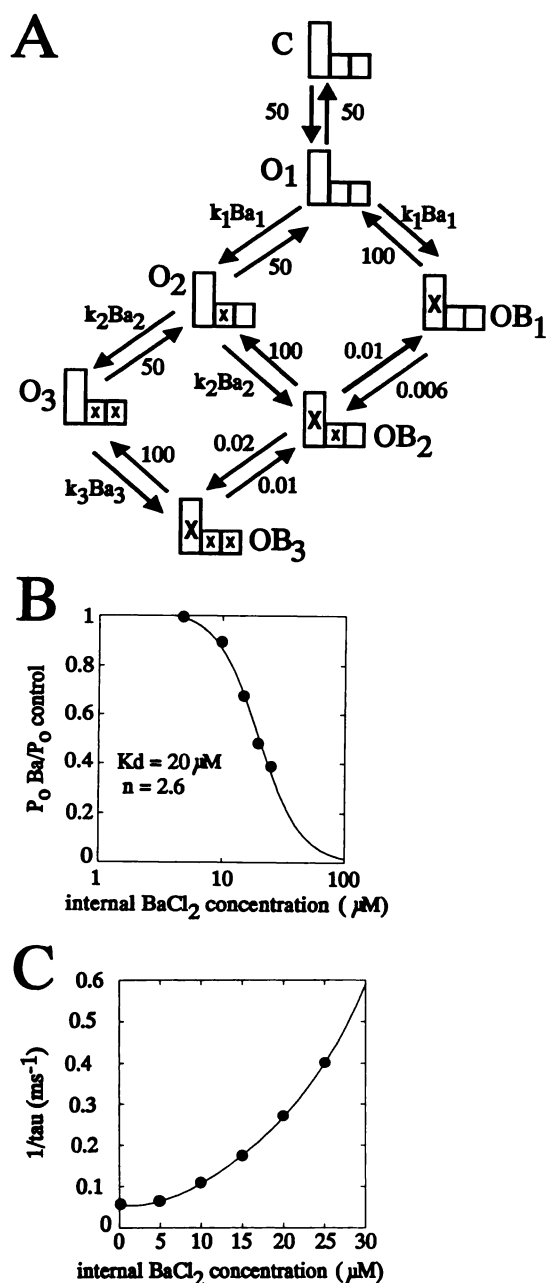 A
C
50 50
O1
k1Ba1 k1Ba1
50 100
O2 x
X OB1
k2Ba2
50 100 0.01
k2Ba2 0.006
O3 x x
X x OB2
100 0.02
k3Ba3 0.01
X x x OB3
B
1
0.8
0.6
0.4
0.2
0
Po Ba/Po control
Kd = 20 µM
n = 2.6
1 10 100
internal BaCl2 concentration ( µM)
C
0.6
0.5
0.4
0.3
0.2
0.1
0
1/tau (ms-1)
0 5 10 15 20 25 30
internal BaCl2 concentration (µM)